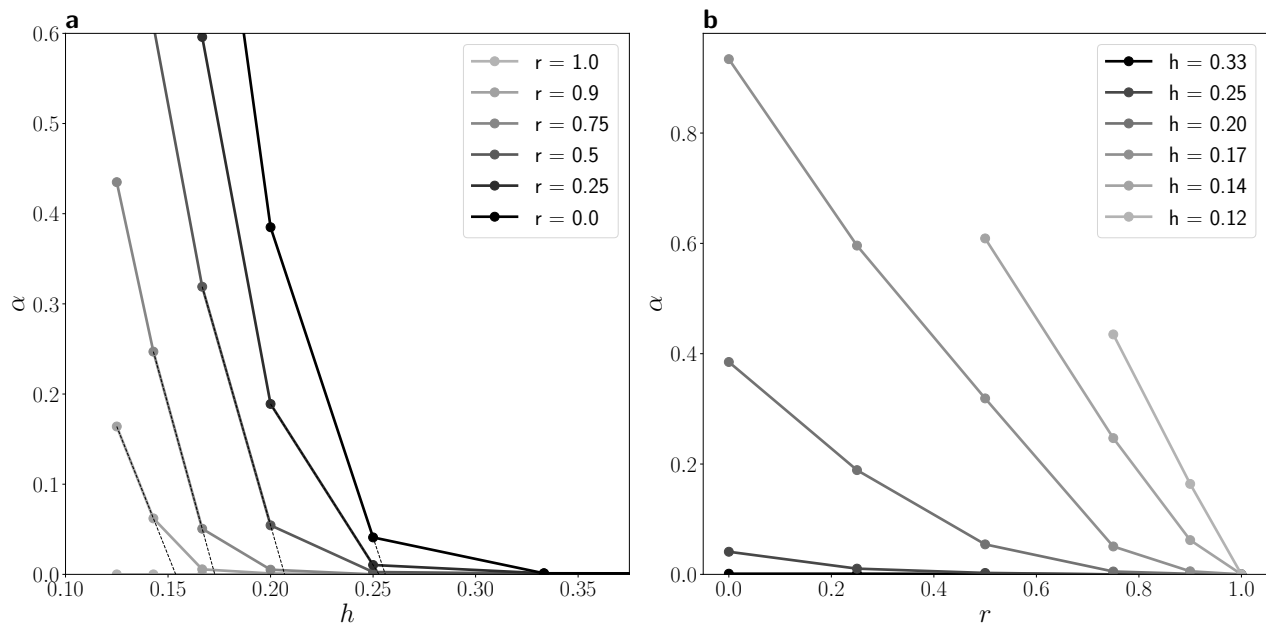 a
0.6
0.5
0.4
0.3
0.2
0.1
0.0
α
0.10
0.15
0.20
0.25
0.30
0.35
h
r = 1.0
r = 0.9
r = 0.75
r = 0.5
r = 0.25
r = 0.0
b
0.8
0.6
0.4
0.2
0.0
α
0.0
0.2
0.4
0.6
0.8
1.0
r
h = 0.33
h = 0.25
h = 0.20
h = 0.17
h = 0.14
h = 0.12